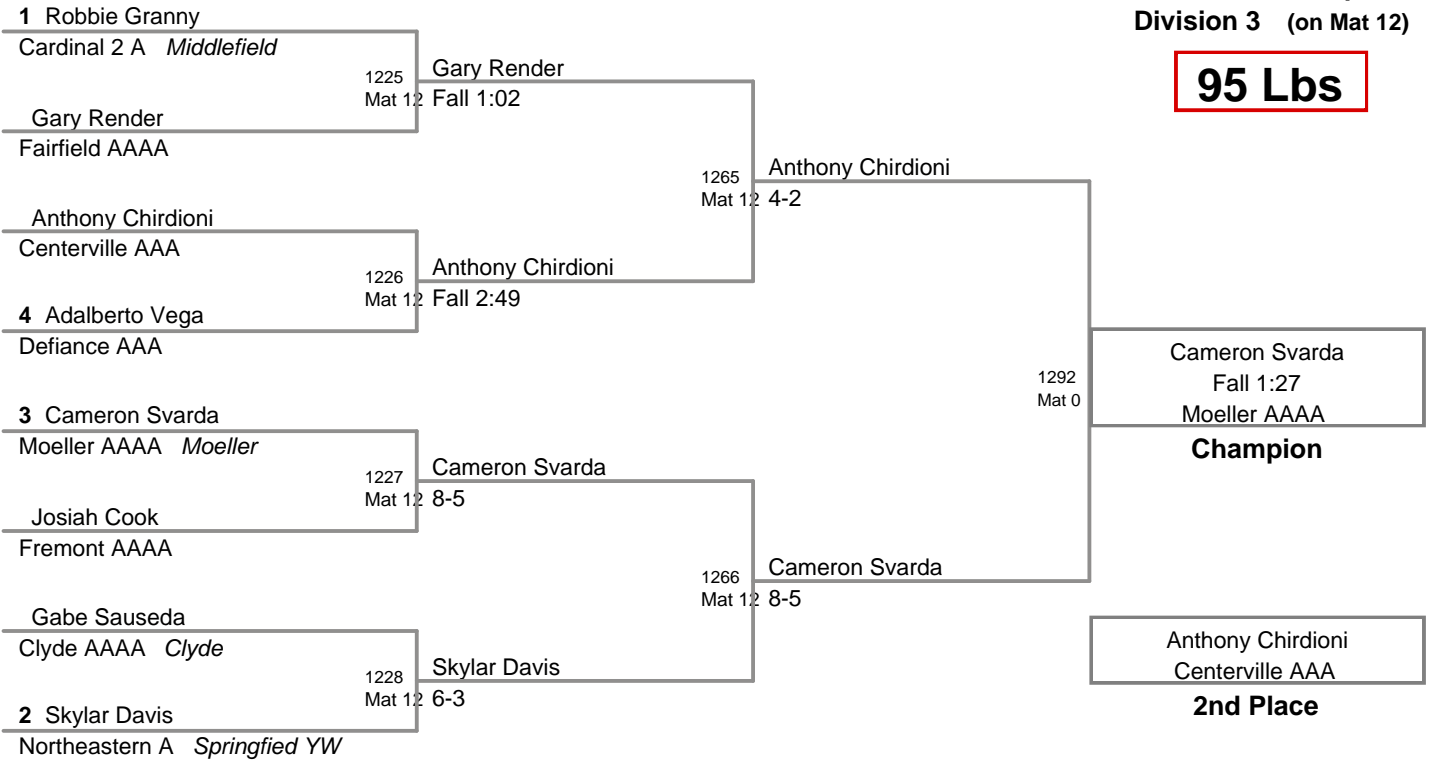 1 Robbie Granny
Division 3 (on Mat 12)
Cardinal 2 A Middlefield
95 Lbs
1225 Gary Render
Mat 12 Fall 1:02
Gary Render
Fairfield AAAA
1265 Anthony Chirdioni
Mat 12 4-2
Anthony Chirdioni
Centerville AAA
1226 Anthony Chirdioni
Mat 12 Fall 2:49
4 Adalberto Vega
Defiance AAA
Cameron Svarda
1292 Fall 1:27
Mat 0 Moeller AAAA
Champion
3 Cameron Svarda
Moeller AAAA Moeller
1227 Cameron Svarda
Mat 12 8-5
Josiah Cook
Fremont AAAA
1266 Cameron Svarda
Mat 12 8-5
Gabe Sauseda
Clyde AAAA Clyde
Anthony Chirdioni
Centerville AAA
2nd Place
1228 Skylar Davis
Mat 12 6-3
2 Skylar Davis
Northeastern A Springfied YW